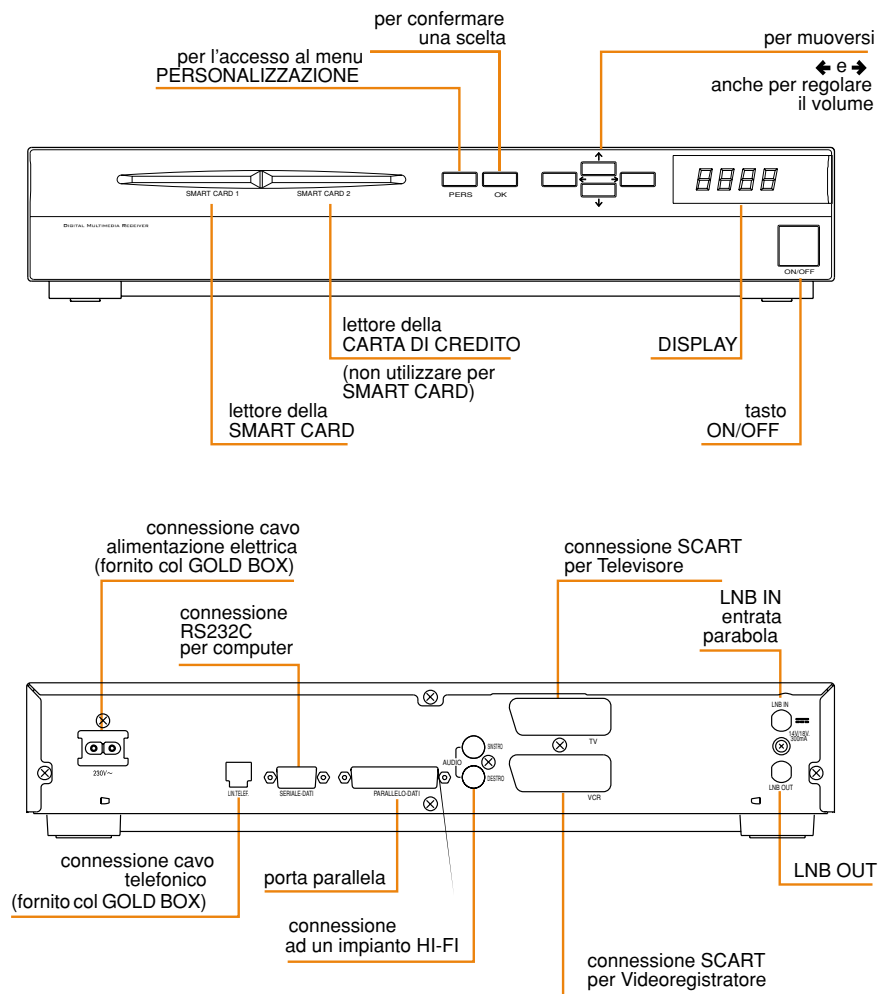 per confermare
una scelta
per l'accesso al menu
PERSONALIZZAZIONE
per muoversi
← e →
anche per regolare
il volume
SMART CARD 1
SMART CARD 2
PERS
OK
DIGITAL MULTIMEDIA RECEIVER
ON/OFF
lettore della
CARTA DI CREDITO
(non utilizzare per
SMART CARD)
DISPLAY
lettore della
SMART CARD
tasto
ON/OFF
connessione cavo
alimentazione elettrica
(fornito col GOLD BOX)
connessione SCART
per Televisore
connessione
RS232C
per computer
LNB IN
entrata
parabola
LNB IN
14V/18V.
300mA
SINSTRO
TV
AUDIO
230V~
LIN.TELEF.
SERIALE-DATI
PARALLELO-DATI
DESTRO
VCR
LNB OUT
connessione cavo
telefonico
(fornito col GOLD BOX)
porta parallela
LNB OUT
connessione
ad un impianto HI-FI
connessione SCART
per Videoregistratore